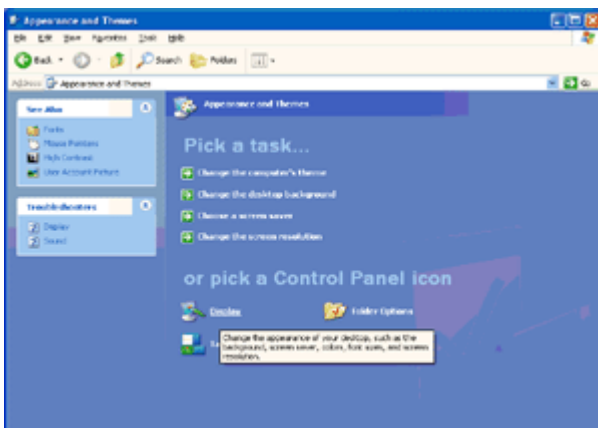 Appearance and Themes
File Edit View Favorites Tools Help
Back Search Folders
Address Appearance and Themes Go
See Also
Fonts
Mouse Pointers
High Contrast
User Account Picture
Troubleshooters
Display
Sound
Appearance and Themes
Pick a task...
Change the computer's theme
Change the desktop background
Choose a screen saver
Change the screen resolution
or pick a Control Panel icon
Display Folder Options
Change the appearance of your desktop, such as the
background, screen saver, colors, font sizes, and screen
resolution.